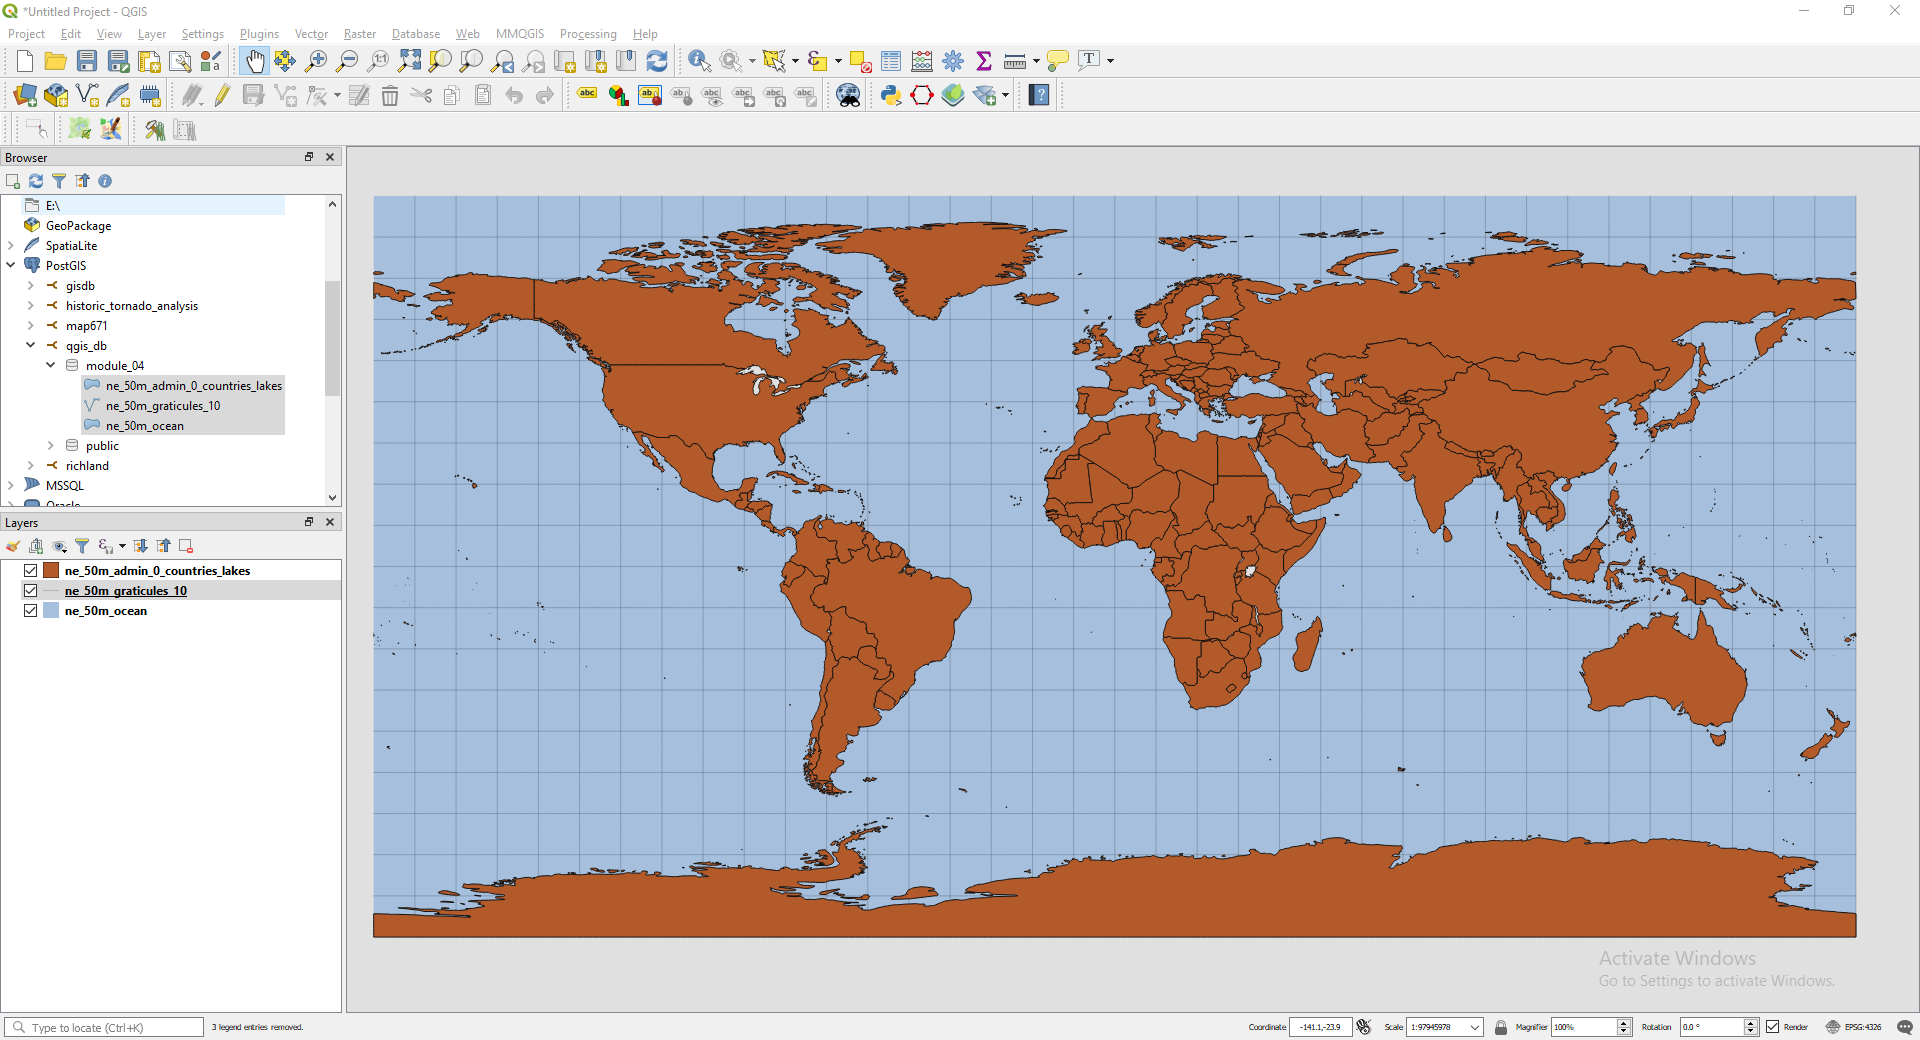 *Untitled Project - QGIS
Project Edit View Layer Settings Plugins Vector Raster Database Web MMQGIS Processing Help
Browser
E:\
GeoPackage
SpatiaLite
PostGIS
gisdb
historic_tornado_analysis
map671
qgis_db
module_04
ne_50m_admin_0_countries_lakes
ne_50m_graticules_10
ne_50m_ocean
public
richland
MSSQL
Layers
ne_50m_admin_0_countries_lakes
ne_50m_graticules_10
ne_50m_ocean
Activate Windows
Go to Settings to activate Windows.
Type to locate (Ctrl+K) 3 legend entries removed. Coordinate -141.1,-23.9 Scale 1:97945978 Magnifier 100% Rotation 0.0 ° Render EPSG:4326